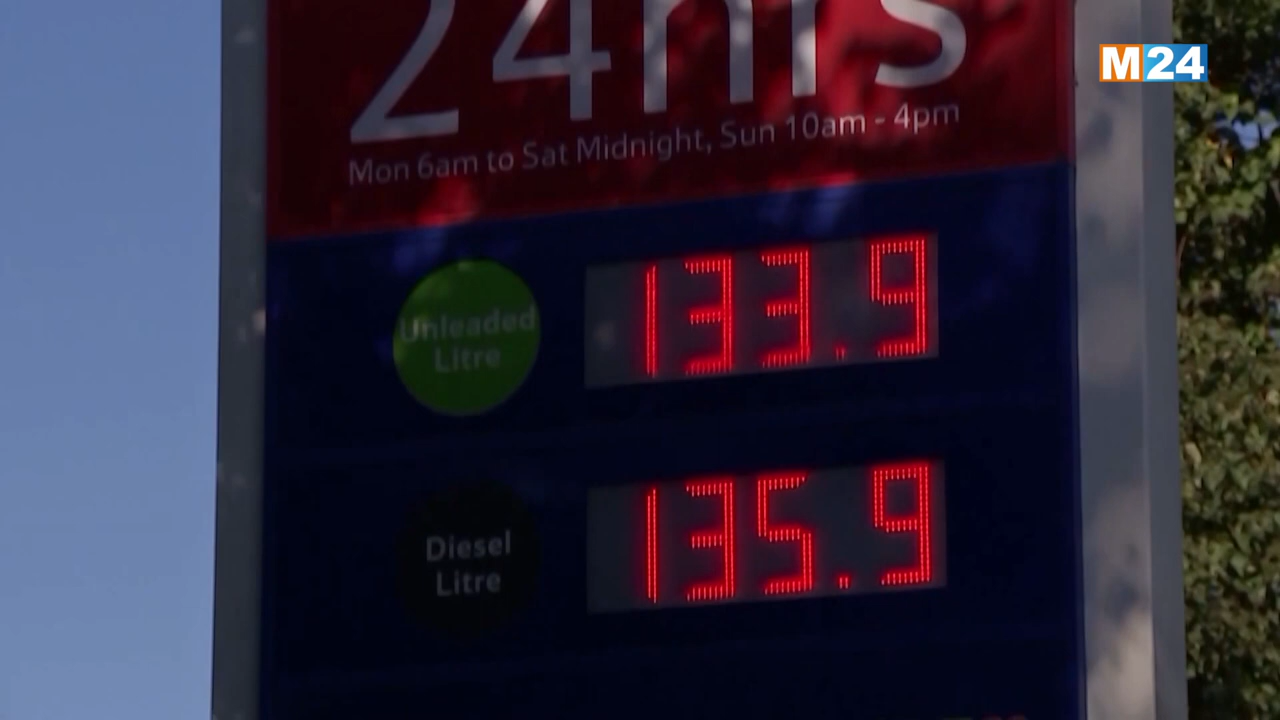 M24
24hrs
Mon 6am to Sat Midnight, Sun 10am - 4pm
Unleaded
Litre
133.9
Diesel
Litre
135.9